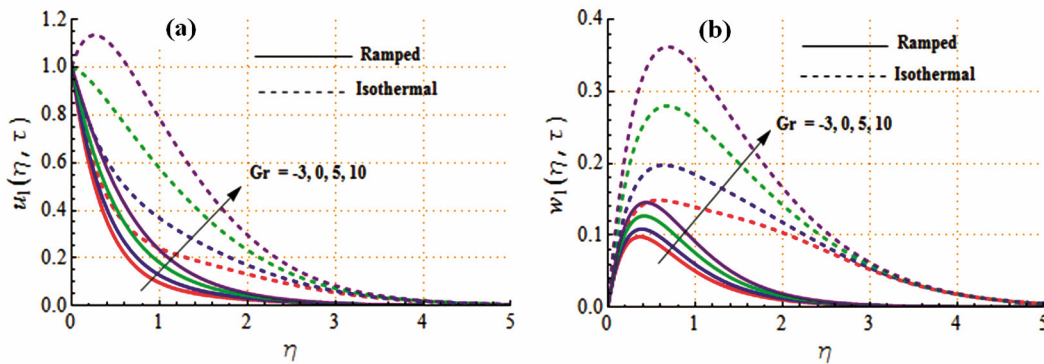 (a)
Ramped
Isothermal
Gr = -3, 0, 5, 10
u1(η, τ)
1.2
1.0
0.8
0.6
0.4
0.2
0.0
0 1 2 3 4 5
η
(b)
Ramped
Isothermal
Gr = -3, 0, 5, 10
w1(η, τ)
0.4
0.3
0.2
0.1
0.0
0 1 2 3 4 5
η